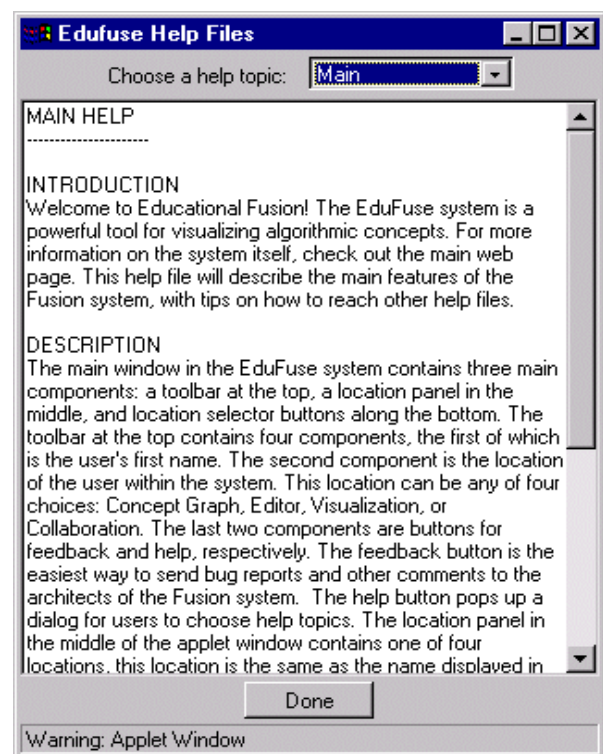 Edufuse Help Files
Choose a help topic: Main
MAIN HELP
---------------------
INTRODUCTION
Welcome to Educational Fusion! The EduFuse system is a
powerful tool for visualizing algorithmic concepts. For more
information on the system itself, check out the main web
page. This help file will describe the main features of the
Fusion system, with tips on how to reach other help files.
DESCRIPTION
The main window in the EduFuse system contains three main
components: a toolbar at the top, a location panel in the
middle, and location selector buttons along the bottom. The
toolbar at the top contains four components, the first of which
is the user's first name. The second component is the location
of the user within the system. This location can be any of four
choices: Concept Graph, Editor, Visualization, or
Collaboration. The last two components are buttons for
feedback and help, respectively. The feedback button is the
easiest way to send bug reports and other comments to the
architects of the Fusion system.  The help button pops up a
dialog for users to choose help topics. The location panel in
the middle of the applet window contains one of four
locations, this location is the same as the name displayed in
Done
Warning: Applet Window